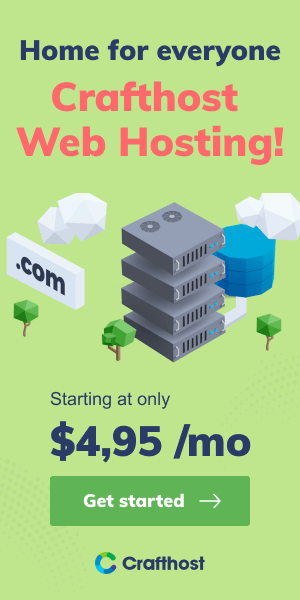 Home for everyone
Crafthost
Web Hosting!
.com
Starting at only
$4,95 /mo
Get started
Crafthost